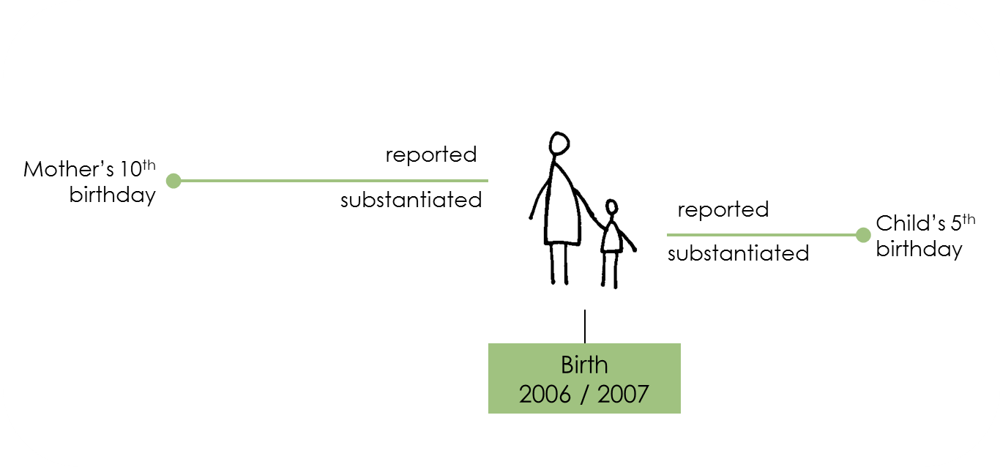 reported
Mother's 10th
birthday
substantiated
reported
Child's 5th
birthday
substantiated
Birth
2006 / 2007